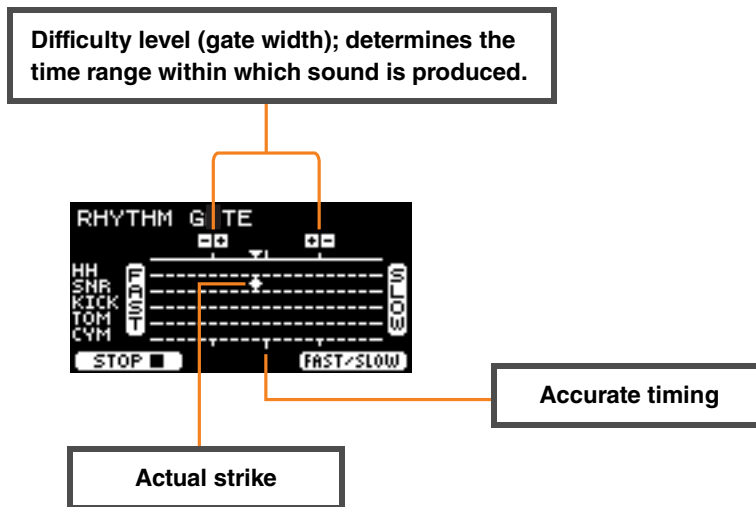 Difficulty level (gate width); determines the
time range within which sound is produced.
RHYTHM G TE
HH
SNR
KICK
TOM
CYM
FAST
SLOW
STOP ■
FAST/SLOW
Accurate timing
Actual strike